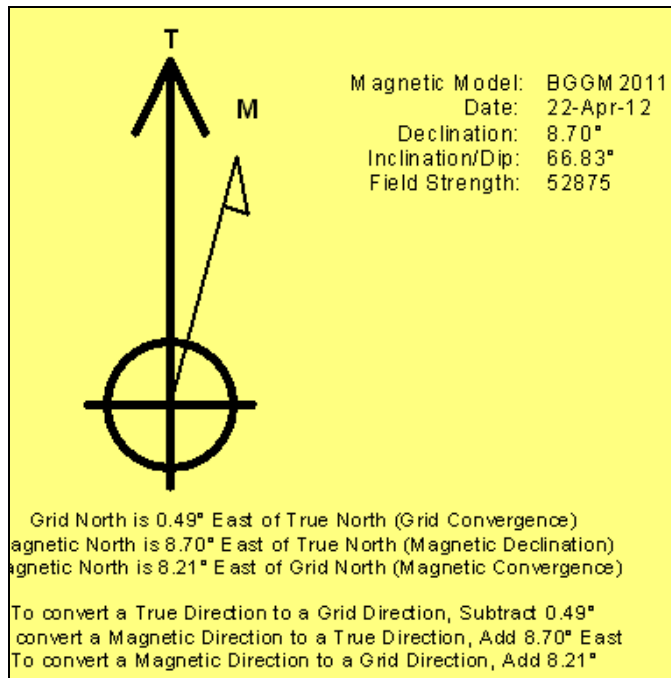 T
M
Magnetic Model: BGGM 2011
Date: 22-Apr-12
Declination: 8.70°
Inclination/Dip: 66.83°
Field Strength: 52875
Grid North is 0.49° East of True North (Grid Convergence)
agnetic North is 8.70° East of True North (Magnetic Declination)
agnetic North is 8.21° East of Grid North (Magnetic Convergence)
To convert a True Direction to a Grid Direction, Subtract 0.49°
convert a Magnetic Direction to a True Direction, Add 8.70° East
To convert a Magnetic Direction to a Grid Direction, Add 8.21°